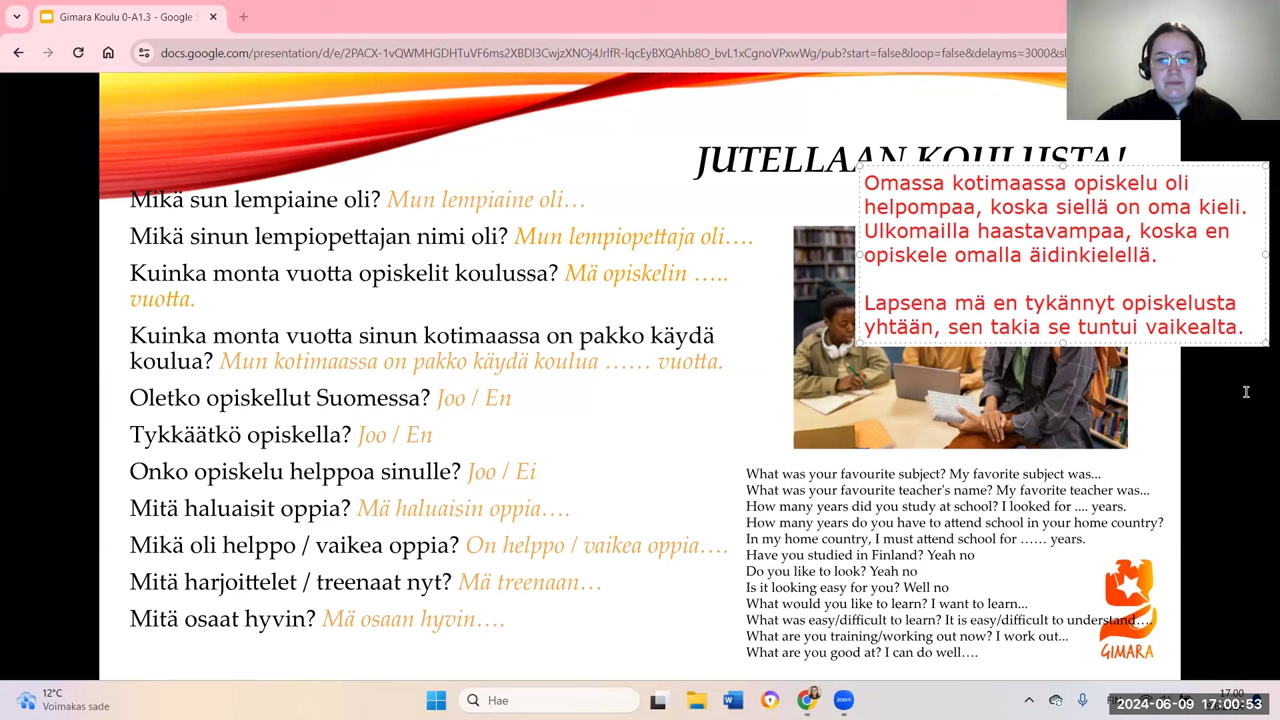 Gimara Koulu 0-A1.3 - Google S
docs.google.com/presentation/d/e/2PACX-1vQWMHGDHTuVF6ms2XBDl3CwjzXNOj4JrlfR-lqcEyBXQAhb8O_bvL1xCgnoVPxwWg/pub?start=false&loop=false&delayms=3000&sl
JUTELLAAN KOULUSTA!
Omassa kotimaassa opiskelu oli
helpompaa, koska siellä on oma kieli.
Ulkomailla haastavampaa, koska en
opiskele omalla äidinkielellä.
Lapsena mä en tykännyt opiskelusta
yhtään, sen takia se tuntui vaikealta.
Mikä sun lempiaine oli? Mun lempiaine oli…
Mikä sinun lempiopettajan nimi oli? Mun lempiopettaja oli….
Kuinka monta vuotta opiskelit koulussa? Mä opiskelin …..
vuotta.
Kuinka monta vuotta sinun kotimaassa on pakko käydä
koulua? Mun kotimaassa on pakko käydä koulua …… vuotta.
Oletko opiskellut Suomessa? Joo / En
Tykkäätkö opiskella? Joo / En
Onko opiskelu helppoa sinulle? Joo / Ei
Mitä haluaisit oppia? Mä haluaisin oppia….
Mikä oli helppo / vaikea oppia? On helppo / vaikea oppia….
Mitä harjoittelet / treenaat nyt? Mä treenaan…
Mitä osaat hyvin? Mä osaan hyvin….
What was your favourite subject? My favorite subject was...
What was your favourite teacher's name? My favorite teacher was...
How many years did you study at school? I looked for .... years.
How many years do you have to attend school in your home country?
In my home country, I must attend school for …… years.
Have you studied in Finland? Yeah no
Do you like to look? Yeah no
Is it looking easy for you? Well no
What would you like to learn? I want to learn...
What was easy/difficult to learn? It is easy/difficult to understand….
What are you training/working out now? I work out...
What are you good at? I can do well….
GIMARA
12°C
Voimakas sade
Hae
17.00
2024-06-09 17:00:53